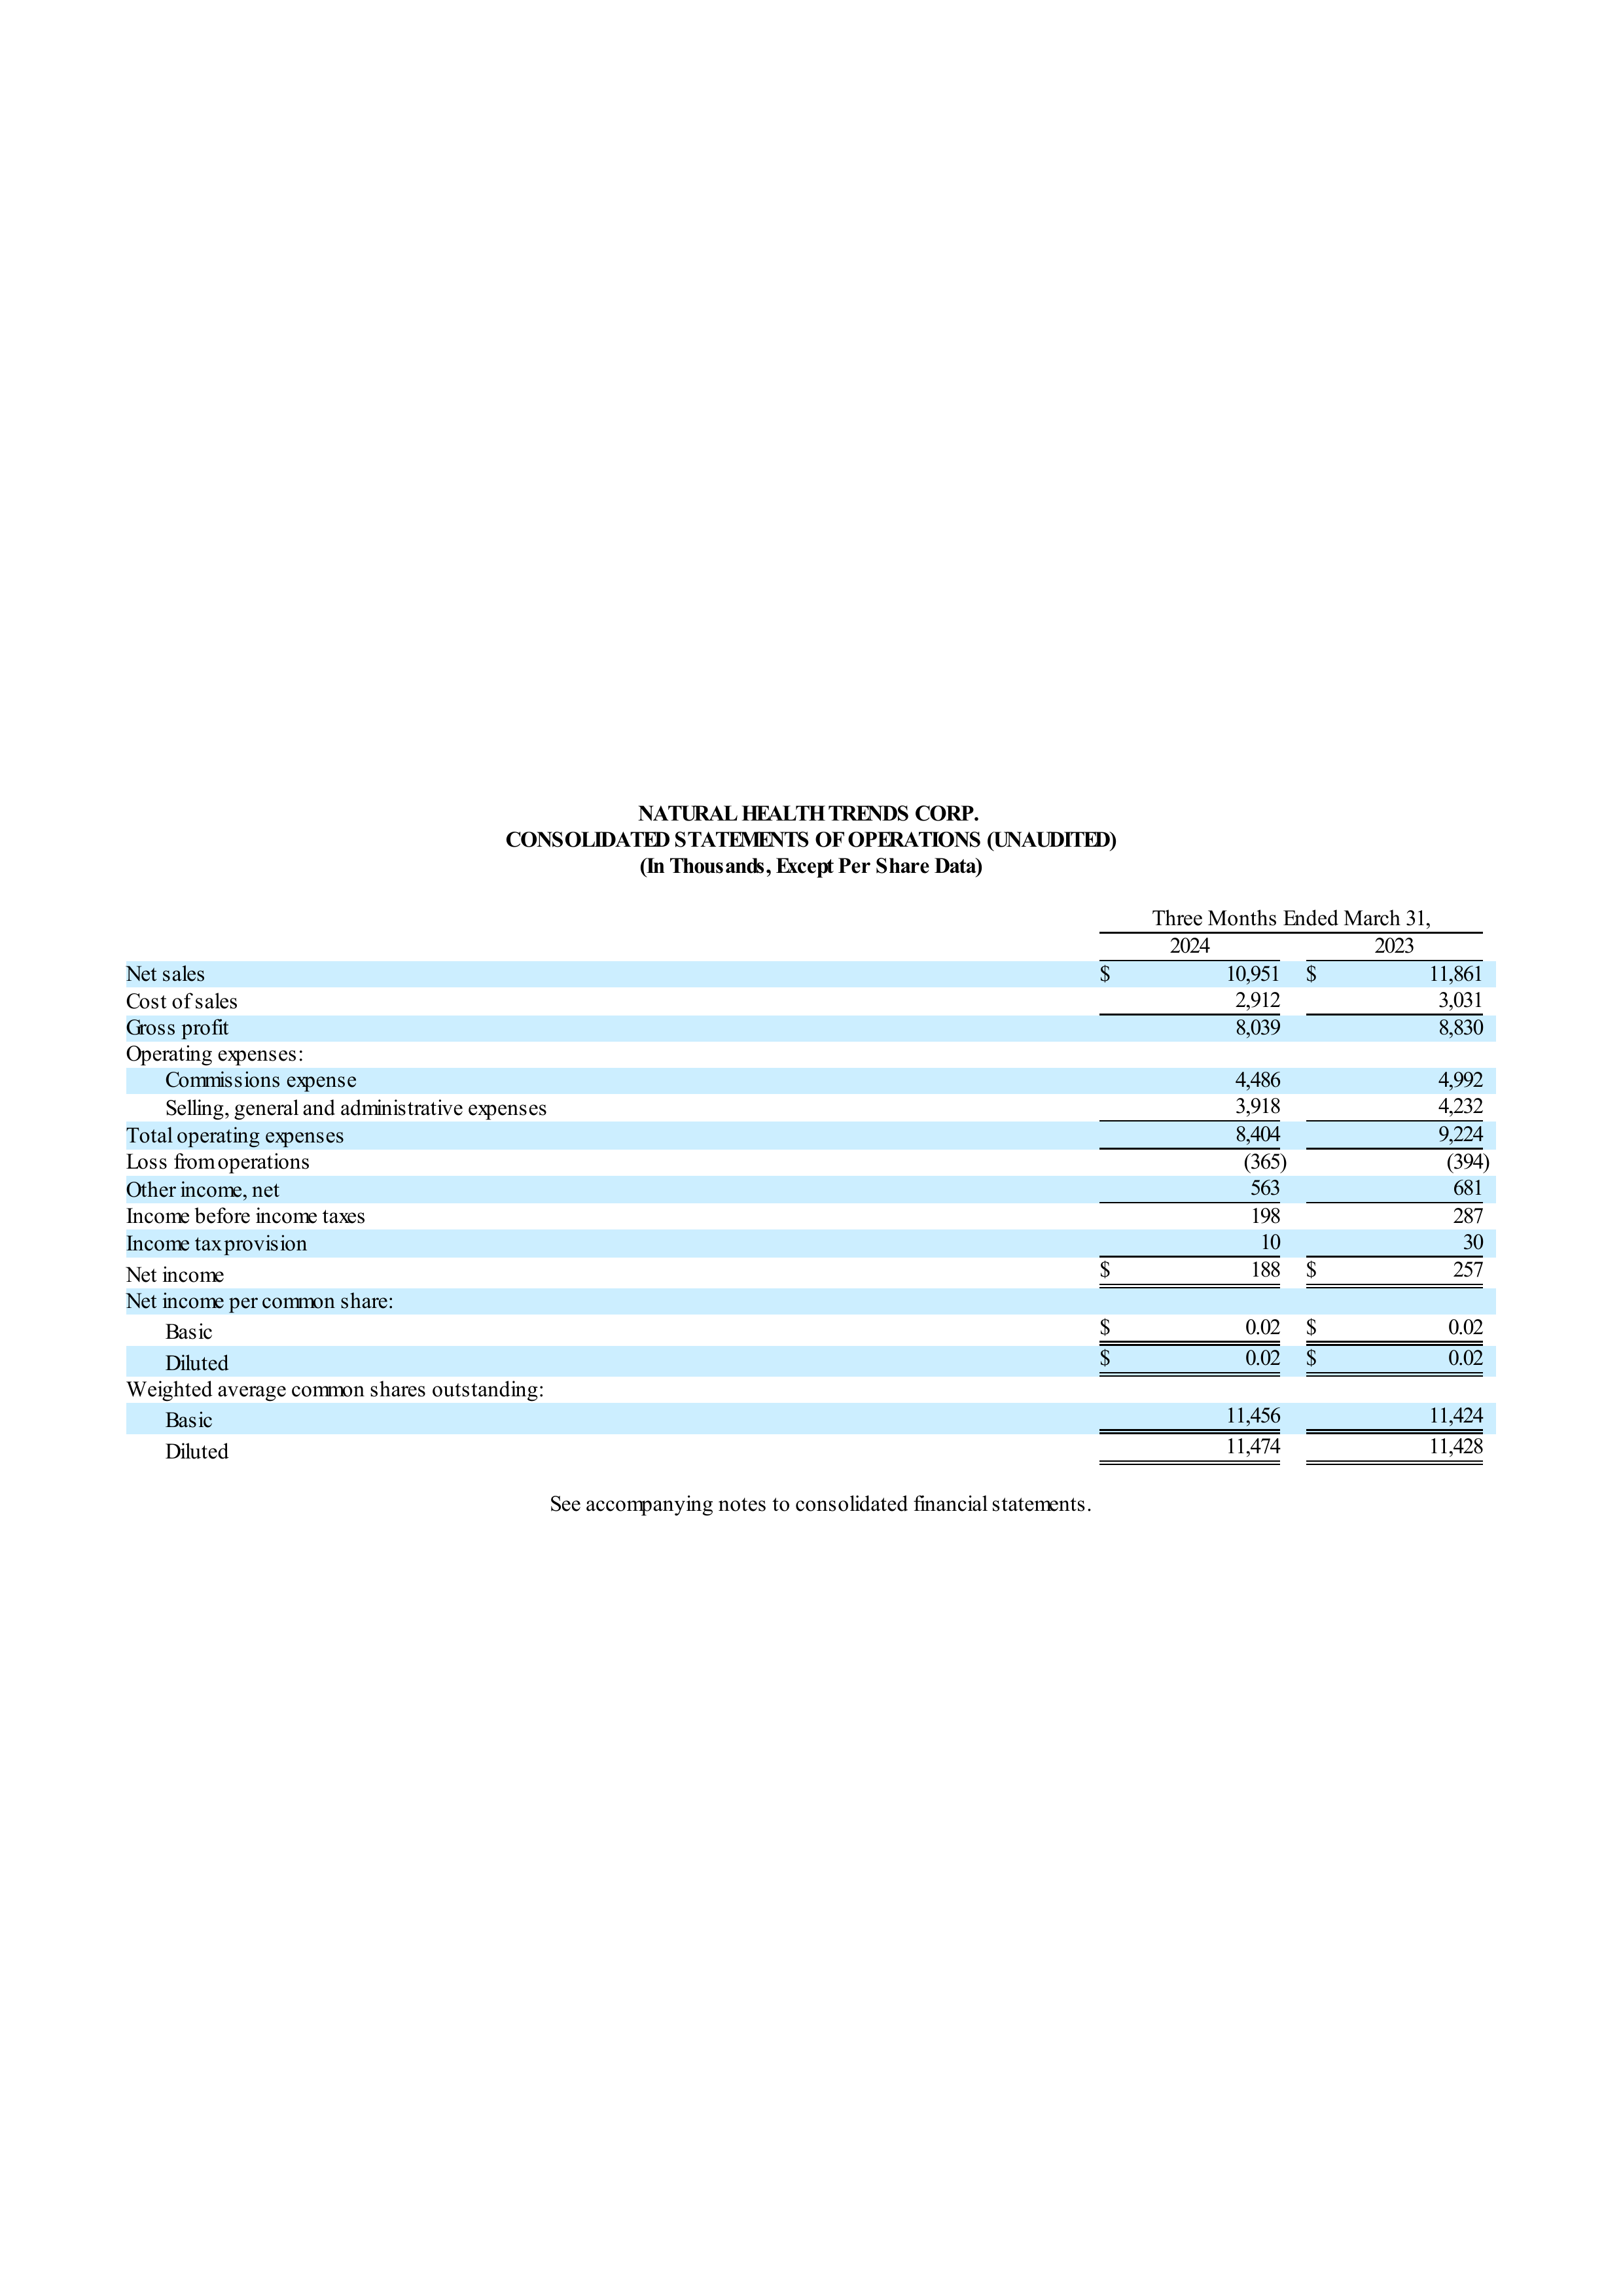 NATURAL HEALTH TRENDS CORP.
CONSOLIDATED STATEMENTS OF OPERATIONS (UNAUDITED)
(In Thousands, Except Per Share Data)
Three Months Ended March 31,
2024 2023
Net sales $ 10,951 $ 11,861
Cost of sales 2,912 3,031
Gross profit 8,039 8,830
Operating expenses:
Commissions expense 4,486 4,992
Selling, general and administrative expenses 3,918 4,232
Total operating expenses 8,404 9,224
Loss from operations (365) (394)
Other income, net 563 681
Income before income taxes 198 287
Income tax provision 10 30
Net income $ 188 $ 257
Net income per common share:
Basic $ 0.02 $ 0.02
Diluted $ 0.02 $ 0.02
Weighted average common shares outstanding:
Basic 11,456 11,424
Diluted 11,474 11,428
See accompanying notes to consolidated financial statements.